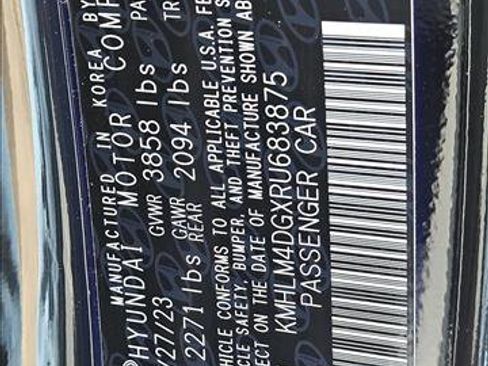 MANUFACTURED IN KOREA BY
HYUNDAI MOTOR COMP
/27/23 GVWR 3858 lbs PA
2271 lbs GAWR REAR 2094 lbs TR
HICLE CONFORMS TO ALL APPLICABLE U.S.A. FE
CLE SAFETY, BUMPER, AND THEFT PREVENTION S
ECT ON THE DATE OF MANUFACTURE SHOWN AB
KMHLM4DGXRU683875
PASSENGER CAR